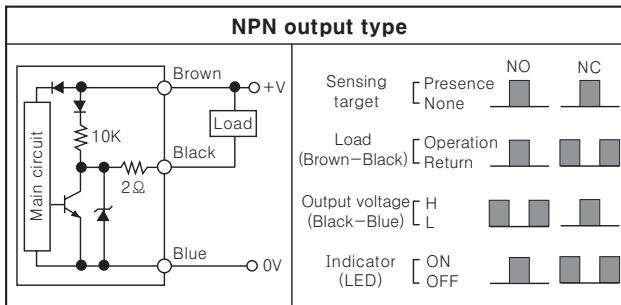 NPN output type
Brown
+V
Load
10K
Black
2Ω
Main circuit
Blue
0V
NO NC
Sensing target Presence None
Load (Brown-Black) Operation Return
Output voltage (Black-Blue) H L
Indicator (LED) ON OFF